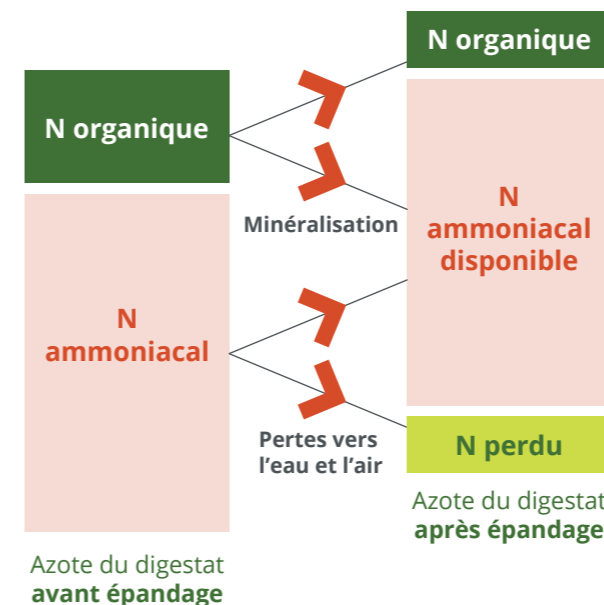 N organique
N organique
Minéralisation
N
ammoniacal
disponible
N
ammoniacal
Pertes vers
l'eau et l'air
N perdu
Azote du digestat
après épandage
Azote du digestat
avant épandage